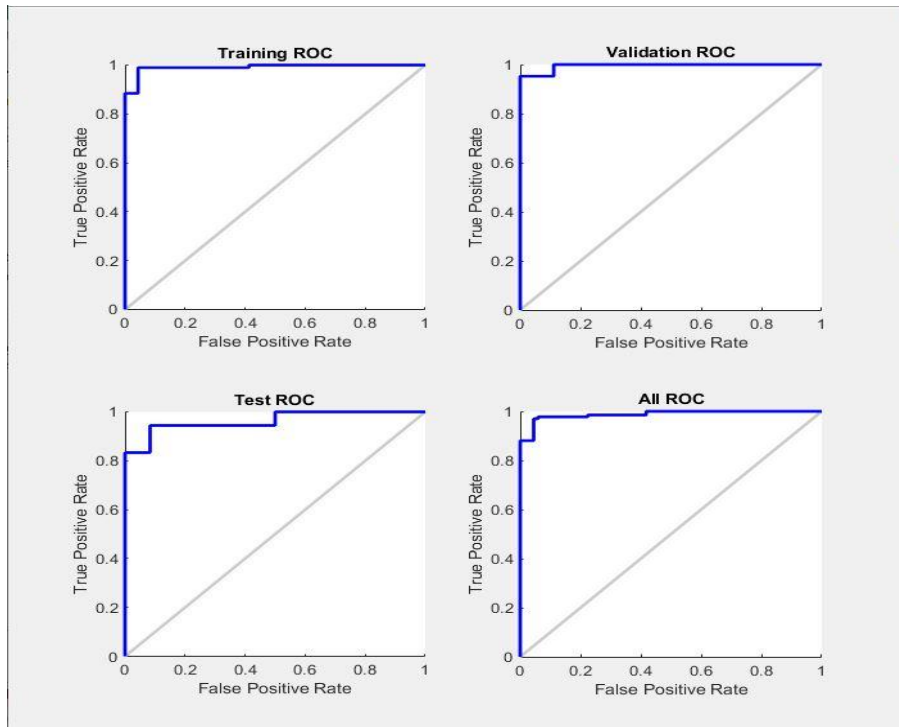 Training ROC
1
0.8
0.6
0.4
0.2
0
True Positive Rate
0 0.2 0.4 0.6 0.8 1
False Positive Rate
Validation ROC
1
0.8
0.6
0.4
0.2
0
True Positive Rate
0 0.2 0.4 0.6 0.8 1
False Positive Rate
Test ROC
1
0.8
0.6
0.4
0.2
0
True Positive Rate
0 0.2 0.4 0.6 0.8 1
False Positive Rate
All ROC
1
0.8
0.6
0.4
0.2
0
True Positive Rate
0 0.2 0.4 0.6 0.8 1
False Positive Rate